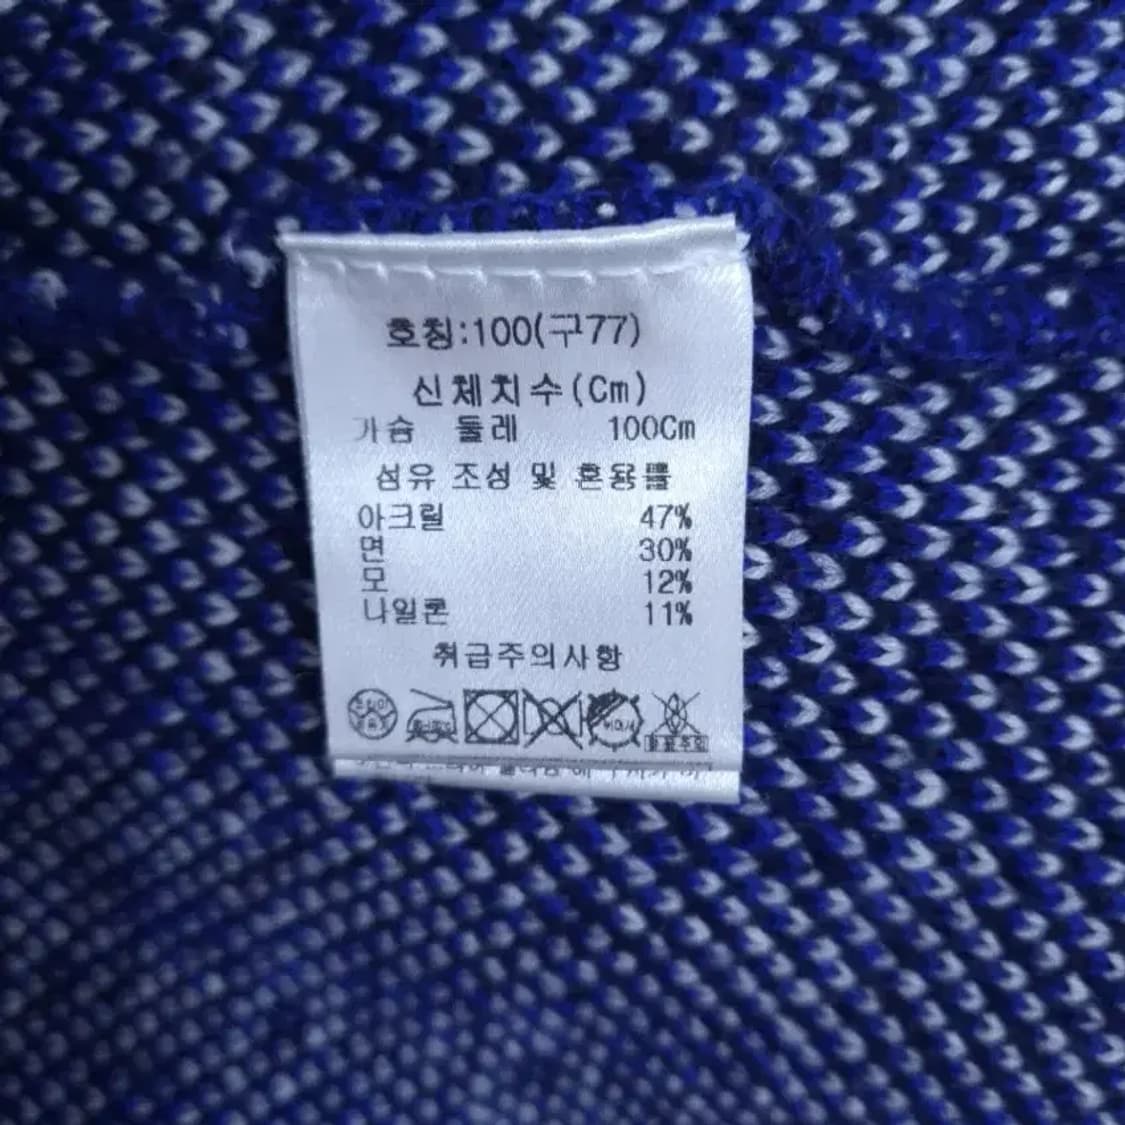 호칭:100(구77)
신체치수(Cm)
가슴 둘레 100Cm
섬유 조성 및 혼용률
아크릴 47%
면 30%
모 12%
나일론 11%
취급주의사항